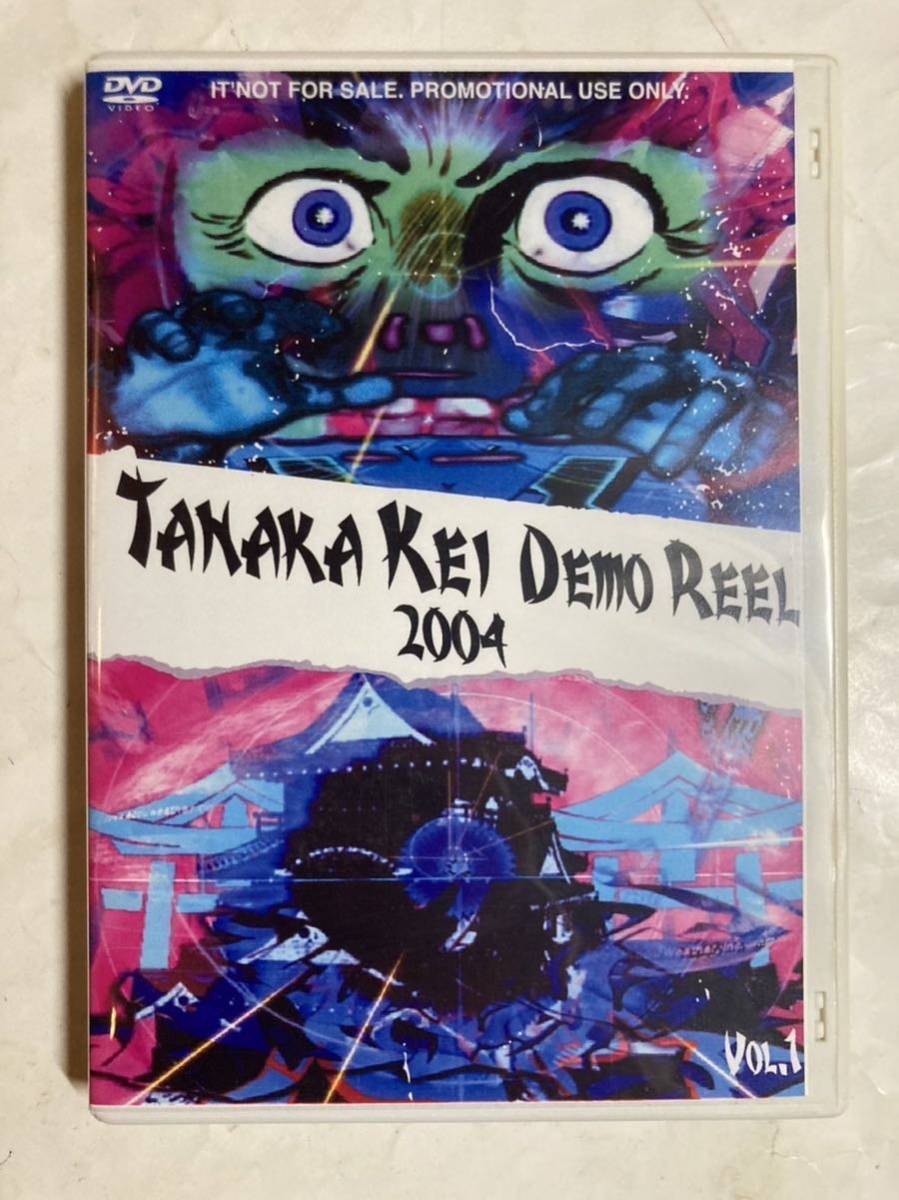 DVD
VIDEO
IT'NOT FOR SALE. PROMOTIONAL USE ONLY.
TANAKA KEI DEMO REEL
2004
VOL.1